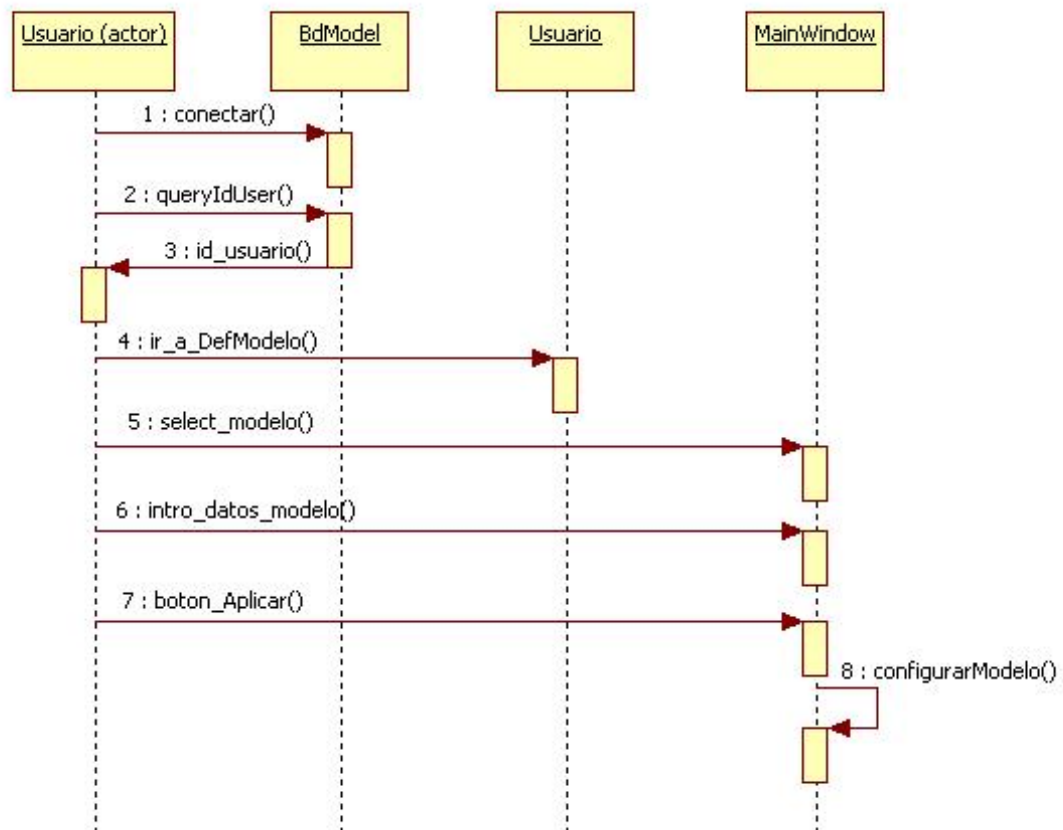 Usuario (actor)
BdModel
Usuario
MainWindow
1 : conectar()
2 : queryIdUser()
3 : id_usuario()
4 : ir_a_DefModelo()
5 : select_modelo()
6 : intro_datos_modelo()
7 : boton_Aplicar()
8 : configurarModelo()